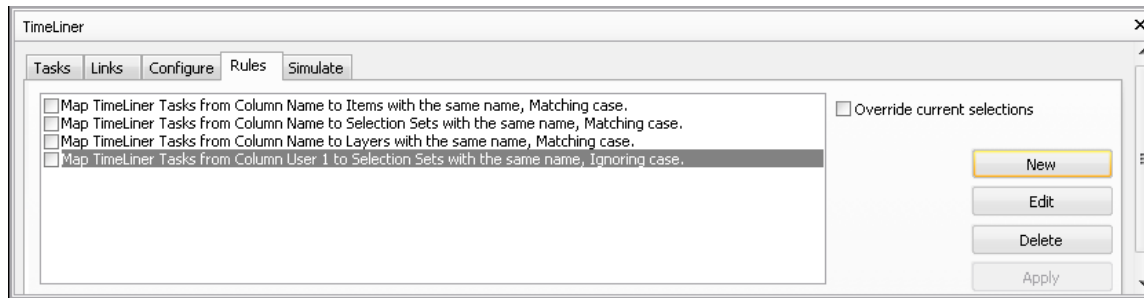 TimeLiner
Tasks Links Configure Rules Simulate
Map TimeLiner Tasks from Column Name to Items with the same name, Matching case.
Map TimeLiner Tasks from Column Name to Selection Sets with the same name, Matching case.
Map TimeLiner Tasks from Column Name to Layers with the same name, Matching case.
Map TimeLiner Tasks from Column User 1 to Selection Sets with the same name, Ignoring case.
Override current selections
New
Edit
Delete
Apply